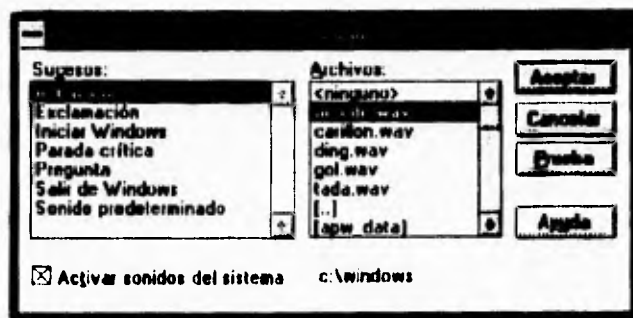 Sucesos:
Exclamación
Iniciar Windows
Parada crítica
Pregunta
Salir de Windows
Sonido predeterminado
Activar sonidos del sistema
Archivos:
<ninguno>
carillon.wav
ding.wav
gol.wav
tada.wav
[..]
[apw_data]
c:\windows
Aceptar
Cancelar
Prueba
Ayuda